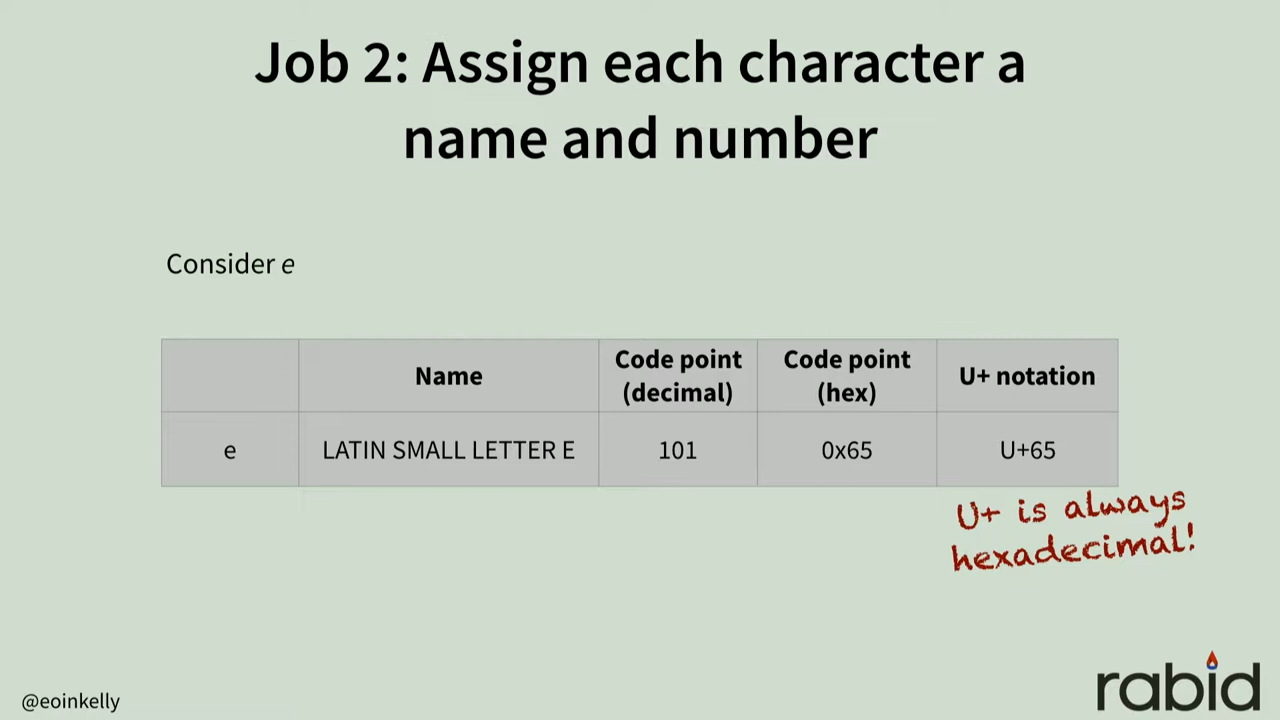 Job 2: Assign each character a
name and number
Consider e
Name
Code point
(decimal)
Code point
(hex)
U+ notation
e
LATIN SMALL LETTER E
101
0x65
U+65
U+ is always
hexadecimal!
@eoinkelly
rabid